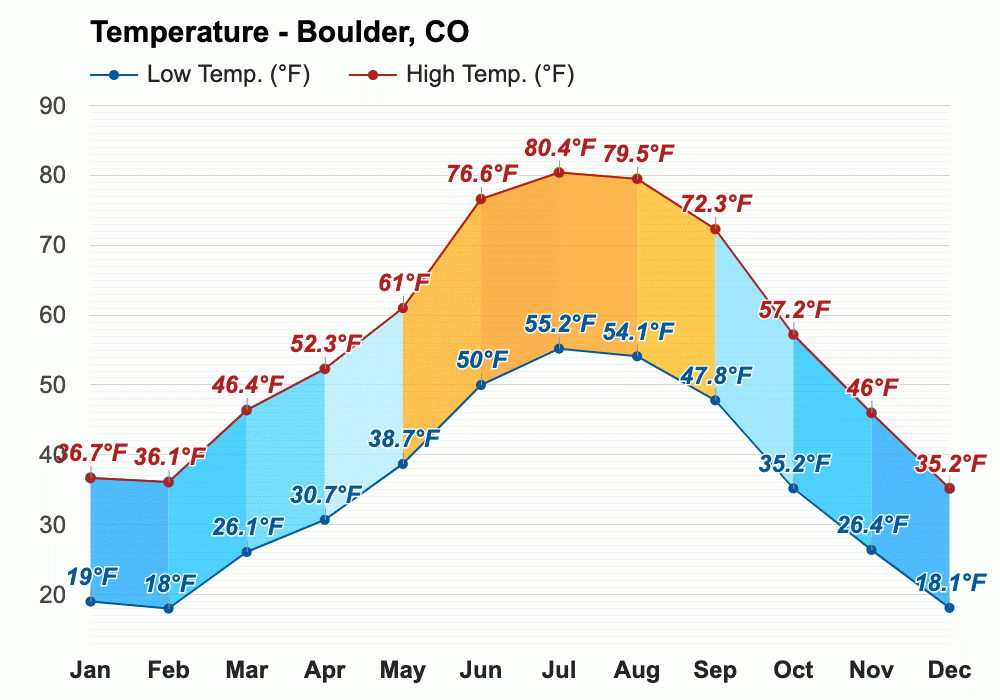 Temperature - Boulder, CO
Low Temp. (°F) High Temp. (°F)
90
80.4°F 79.5°F
80 76.6°F
72.3°F
70
61°F
60 57.2°F
55.2°F 54.1°F
52.3°F
50 46.4°F 50°F 47.8°F 46°F
38.7°F
40 36.7°F 36.1°F 35.2°F 35.2°F
30.7°F
30 26.1°F 26.4°F
20 19°F 18°F 18.1°F
Jan Feb Mar Apr May Jun Jul Aug Sep Oct Nov Dec